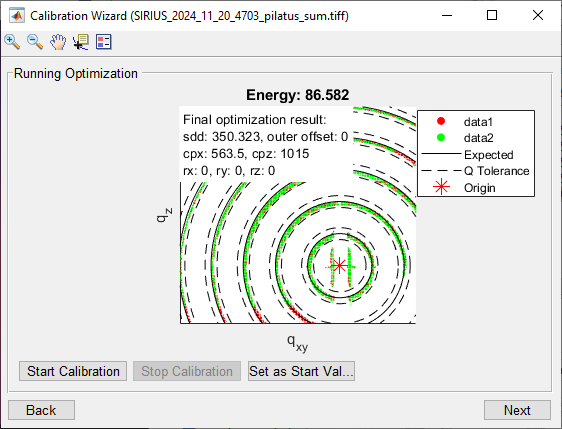 Calibration Wizard (SIRIUS_2024_11_20_4703_pilatus_sum.tiff)
Running Optimization
Energy: 86.582
Final optimization result:
sdd: 350.323, outer offset: 0
cpx: 563.5, cpz: 1015
rx: 0, ry: 0, rz: 0
data1
data2
Expected
Q Tolerance
Origin
q_z
q_xy
Start Calibration
Stop Calibration
Set as Start Val...
Back
Next